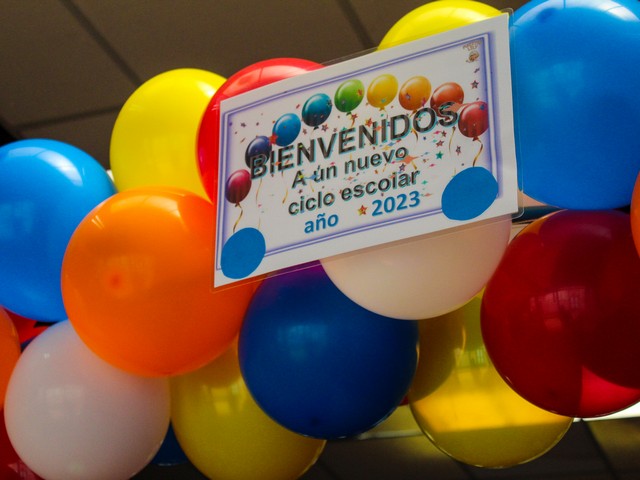 BIENVENIDOS
A un nuevo
ciclo escolar
año 2023